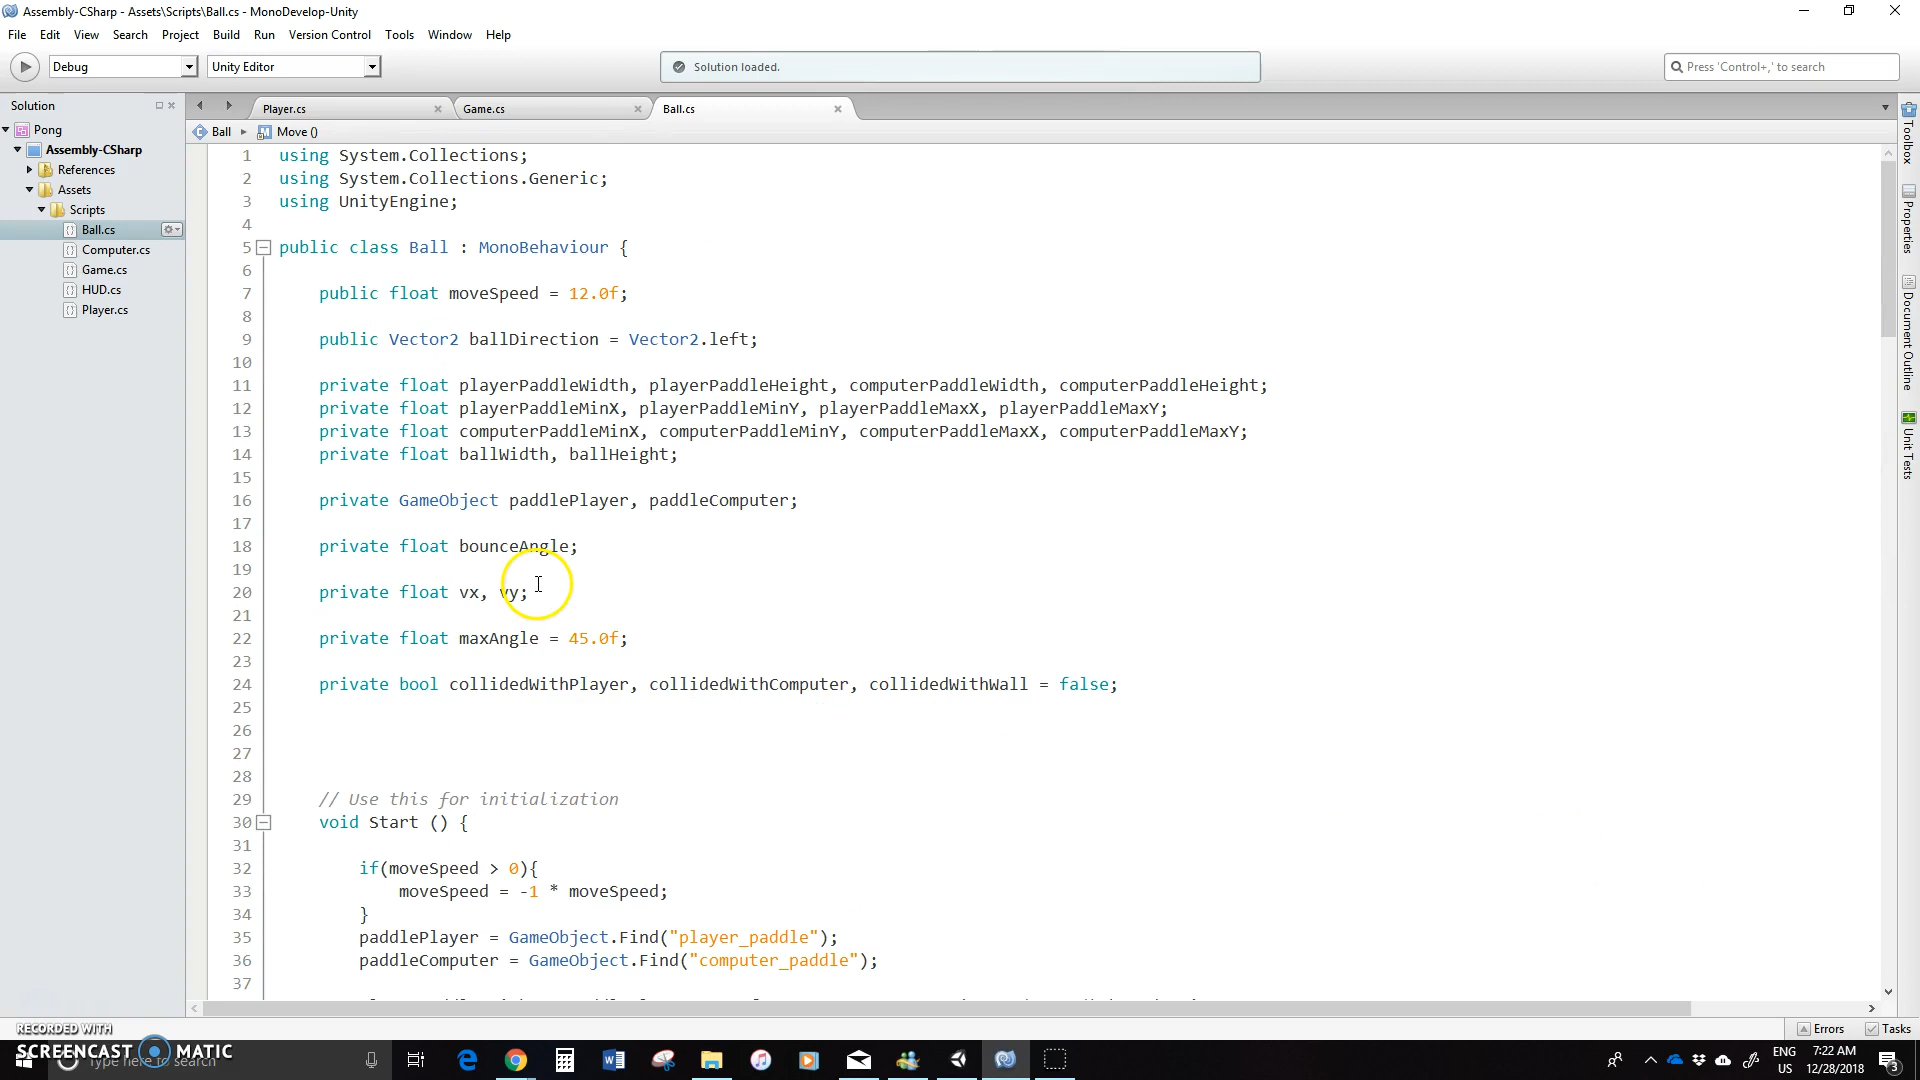 Assembly-CSharp - Assets\Scripts\Ball.cs - MonoDevelop-Unity
File Edit View Search Project Build Run Version Control Tools Window Help
Debug
Unity Editor
Solution loaded.
Press 'Control+,' to search
Solution
Player.cs
Game.cs
Ball.cs
Pong
Ball
Move ()
Assembly-CSharp
References
Assets
Scripts
Ball.cs
Computer.cs
Game.cs
HUD.cs
Player.cs
1 using System.Collections;
2 using System.Collections.Generic;
3 using UnityEngine;
4
5 public class Ball : MonoBehaviour {
6
7 public float moveSpeed = 12.0f;
8
9 public Vector2 ballDirection = Vector2.left;
10
11 private float playerPaddleWidth, playerPaddleHeight, computerPaddleWidth, computerPaddleHeight;
12 private float playerPaddleMinX, playerPaddleMinY, playerPaddleMaxX, playerPaddleMaxY;
13 private float computerPaddleMinX, computerPaddleMinY, computerPaddleMaxX, computerPaddleMaxY;
14 private float ballWidth, ballHeight;
15
16 private GameObject paddlePlayer, paddleComputer;
17
18 private float bounceAngle;
19
20 private float vx, vy;
21
22 private float maxAngle = 45.0f;
23
24 private bool collidedWithPlayer, collidedWithComputer, collidedWithWall = false;
25
26
27
28
29 // Use this for initialization
30 void Start () {
31
32 if(moveSpeed > 0){
33 moveSpeed = -1 * moveSpeed;
34 }
35 paddlePlayer = GameObject.Find("player_paddle");
36 paddleComputer = GameObject.Find("computer_paddle");
37
Toolbox
Properties
Document Outline
Unit Tests
Errors
Tasks
RECORDED WITH
SCREENCAST MATIC
Type here to search
ENG
US
7:22 AM
12/28/2018
3